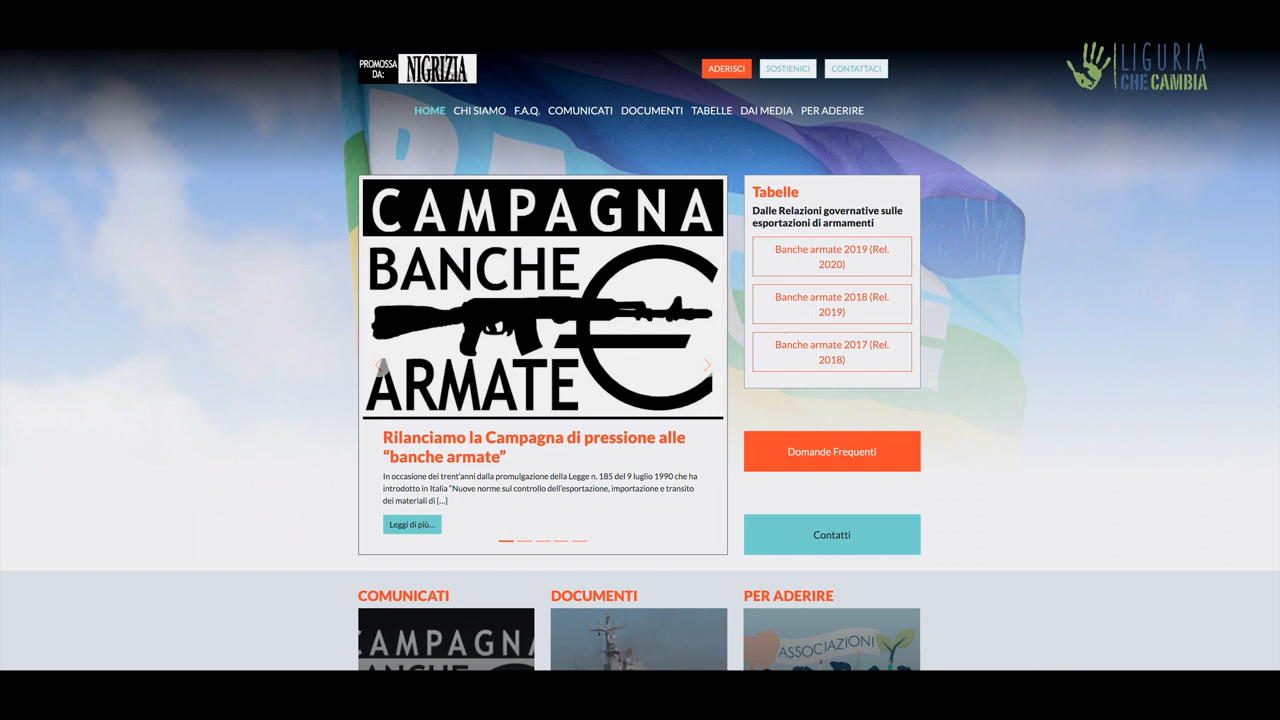 PROMOSSA
DA:
NIGRIZIA
ADERISCI
SOSTIENICI
CONTATTACI
LIGURIA
CHE CAMBIA
HOME CHI SIAMO F.A.Q. COMUNICATI DOCUMENTI TABELLE DAI MEDIA PER ADERIRE
CAMPAGNA
BANCHE
ARMATE
€
Rilanciamo la Campagna di pressione alle
“banche armate”
In occasione dei trent’anni dalla promulgazione della Legge n. 185 del 9 luglio 1990 che ha
introdotto in Italia “Nuove norme sul controllo dell’esportazione, importazione e transito
dei materiali di [...]
Leggi di più...
Tabelle
Dalle Relazioni governative sulle
esportazioni di armamenti
Banche armate 2019 (Rel.
2020)
Banche armate 2018 (Rel.
2019)
Banche armate 2017 (Rel.
2018)
Domande Frequenti
Contatti
COMUNICATI
DOCUMENTI
PER ADERIRE
CAMPAGNA
ASSOCIAZIONI